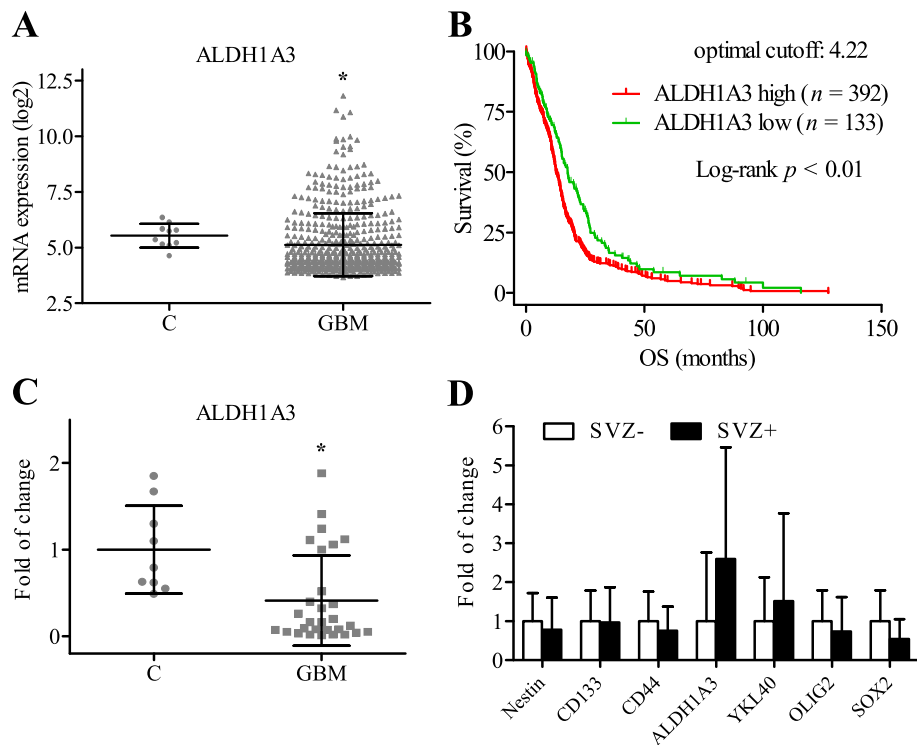 A
ALDH1A3
mRNA expression (log2)
12.5
10.0
7.5
5.0
2.5
*
C
GBM
B
optimal cutoff: 4.22
ALDH1A3 high (n = 392)
ALDH1A3 low (n = 133)
Log-rank p < 0.01
Survival (%)
100
75
50
25
0
0
50
100
150
OS (months)
C
ALDH1A3
Fold of change
2
1
0
*
C
GBM
D
SVZ-
SVZ+
Fold of change
6
5
4
3
2
1
0
Nestin
CD133
CD44
ALDH1A3
YKL40
OLIG2
SOX2